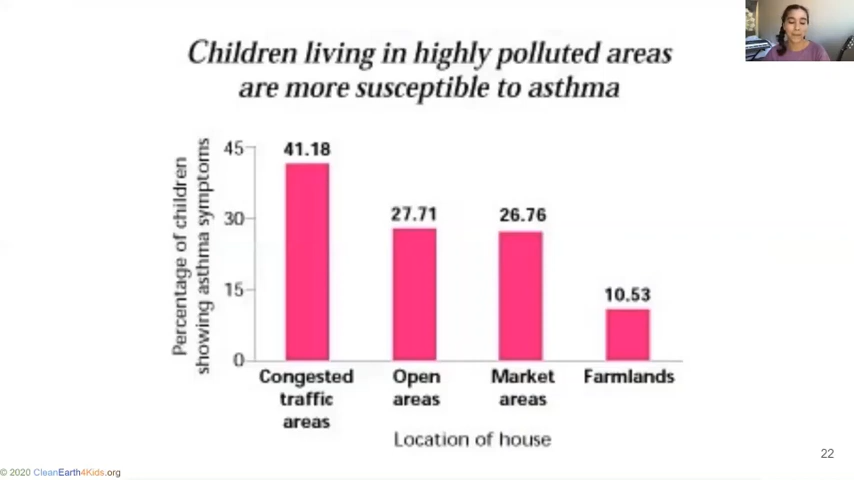 Children living in highly polluted areas
are more susceptible to asthma
Percentage of children
showing asthma symptoms
45
30
15
0
41.18
27.71
26.76
10.53
Congested
traffic
areas
Open
areas
Market
areas
Farmlands
Location of house
22
© 2020 CleanEarth4Kids.org